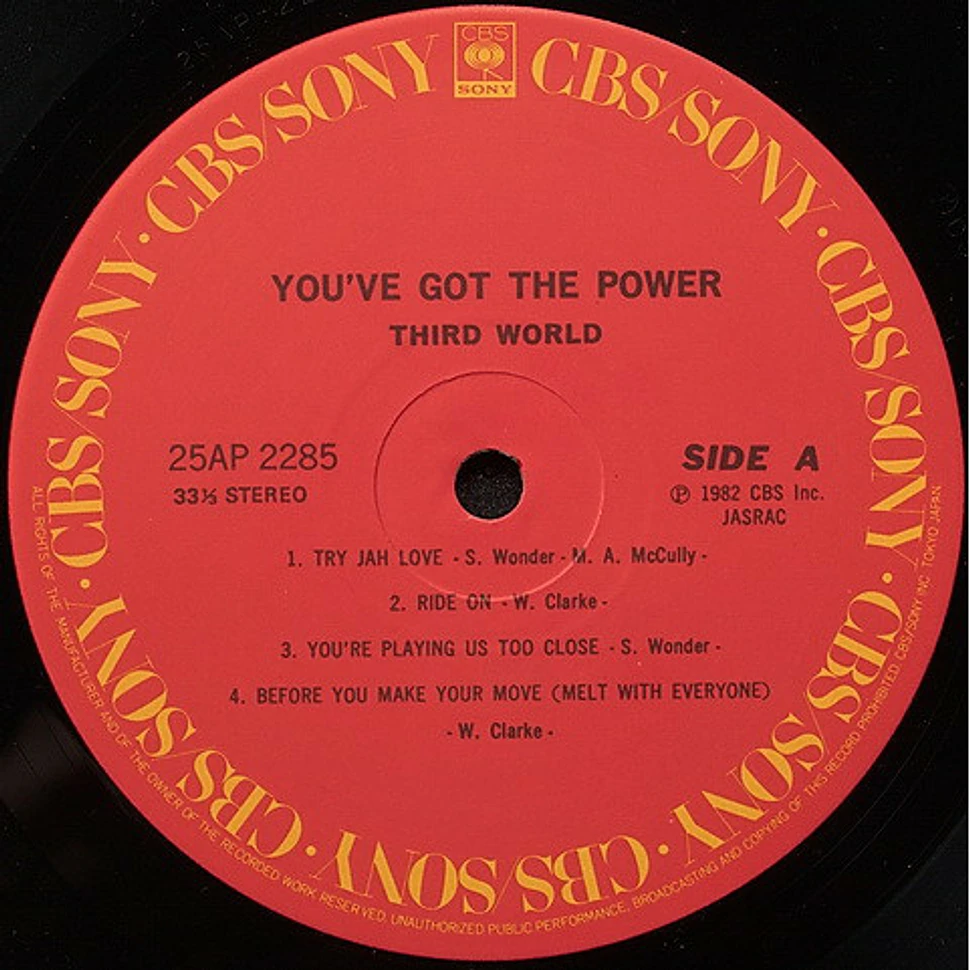 CBS
SONY
CBS/SONY · CBS/SONY · CBS/SONY · CBS/SONY · CBS/SONY · CBS/SONY · CBS/SONY · CBS/SONY · CBS/SONY
YOU'VE GOT THE POWER
THIRD WORLD
25AP 2285
33⅓ STEREO
SIDE A
Ⓟ 1982 CBS Inc.
JASRAC
1. TRY JAH LOVE - S. Wonder - M. A. McCully -
2. RIDE ON - W. Clarke -
3. YOU'RE PLAYING US TOO CLOSE - S. Wonder -
4. BEFORE YOU MAKE YOUR MOVE (MELT WITH EVERYONE)
- W. Clarke -
ALL RIGHTS OF THE MANUFACTURER AND OF THE OWNER OF THE RECORDED WORK RESERVED. UNAUTHORIZED PUBLIC PERFORMANCE, BROADCASTING AND COPYING OF THIS RECORD PROHIBITED. CBS/SONY INC. TOKYO JAPAN